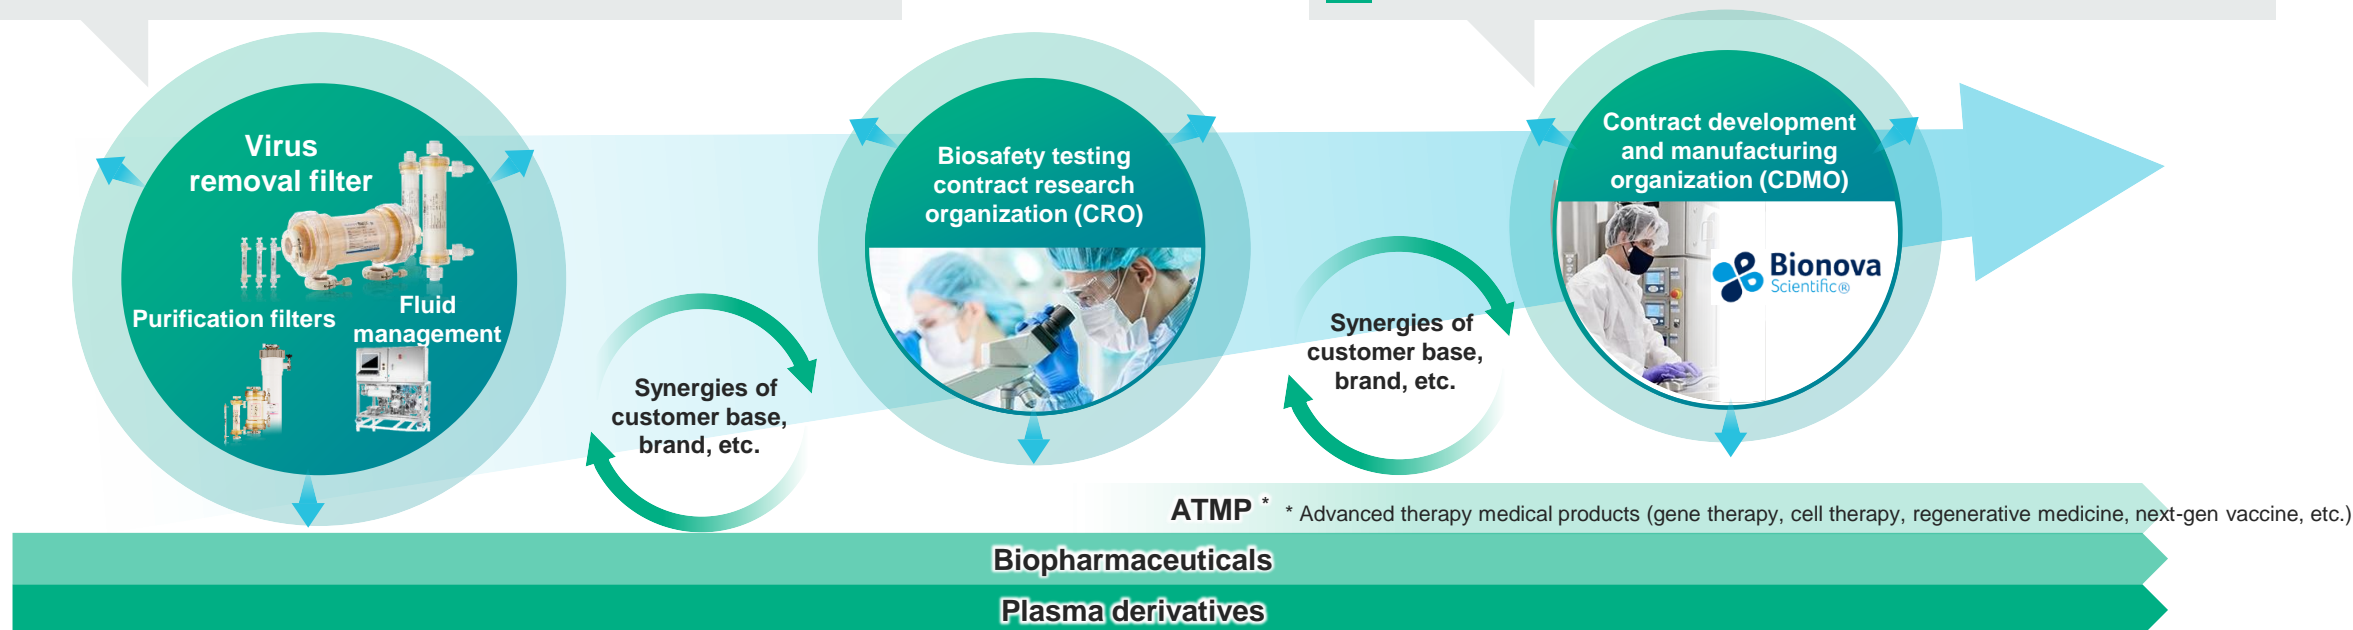 Virus
removal filter
Purification filters
Fluid
management
Synergies of
customer base,
brand, etc.
Biosafety testing
contract research
organization (CRO)
Synergies of
customer base,
brand, etc.
Contract development
and manufacturing
organization (CDMO)
Bionova
Scientific®
ATMP * * Advanced therapy medical products (gene therapy, cell therapy, regenerative medicine, next-gen vaccine, etc.)
Biopharmaceuticals
Plasma derivatives